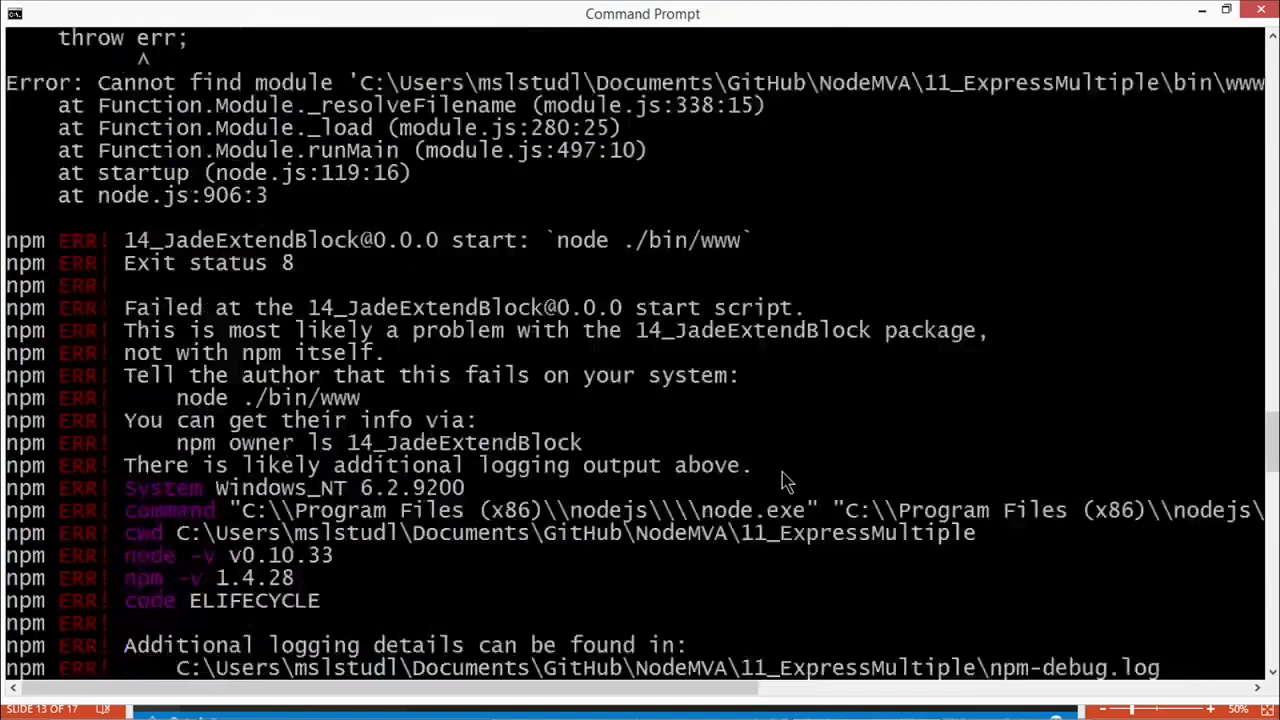 Command Prompt
throw err;
^
Error: Cannot find module 'C:\Users\mslstudl\Documents\GitHub\NodeMVA\11_ExpressMultiple\bin\www
at Function.Module._resolveFilename (module.js:338:15)
at Function.Module._load (module.js:280:25)
at Function.Module.runMain (module.js:497:10)
at startup (node.js:119:16)
at node.js:906:3
npm ERR! 14_JadeExtendBlock@0.0.0 start: `node ./bin/www`
npm ERR! Exit status 8
npm ERR!
npm ERR! Failed at the 14_JadeExtendBlock@0.0.0 start script.
npm ERR! This is most likely a problem with the 14_JadeExtendBlock package,
npm ERR! not with npm itself.
npm ERR! Tell the author that this fails on your system:
npm ERR! node ./bin/www
npm ERR! You can get their info via:
npm ERR! npm owner ls 14_JadeExtendBlock
npm ERR! There is likely additional logging output above.
npm ERR! System Windows_NT 6.2.9200
npm ERR! command "C:\\Program Files (x86)\\nodejs\\\\node.exe" "C:\\Program Files (x86)\\nodejs\
npm ERR! cwd C:\Users\mslstudl\Documents\GitHub\NodeMVA\11_ExpressMultiple
npm ERR! node -v v0.10.33
npm ERR! npm -v 1.4.28
npm ERR! code ELIFECYCLE
npm ERR!
npm ERR! Additional logging details can be found in:
npm ERR! C:\Users\mslstudl\Documents\GitHub\NodeMVA\11_ExpressMultiple\npm-debug.log
SLIDE 13 OF 17
50%